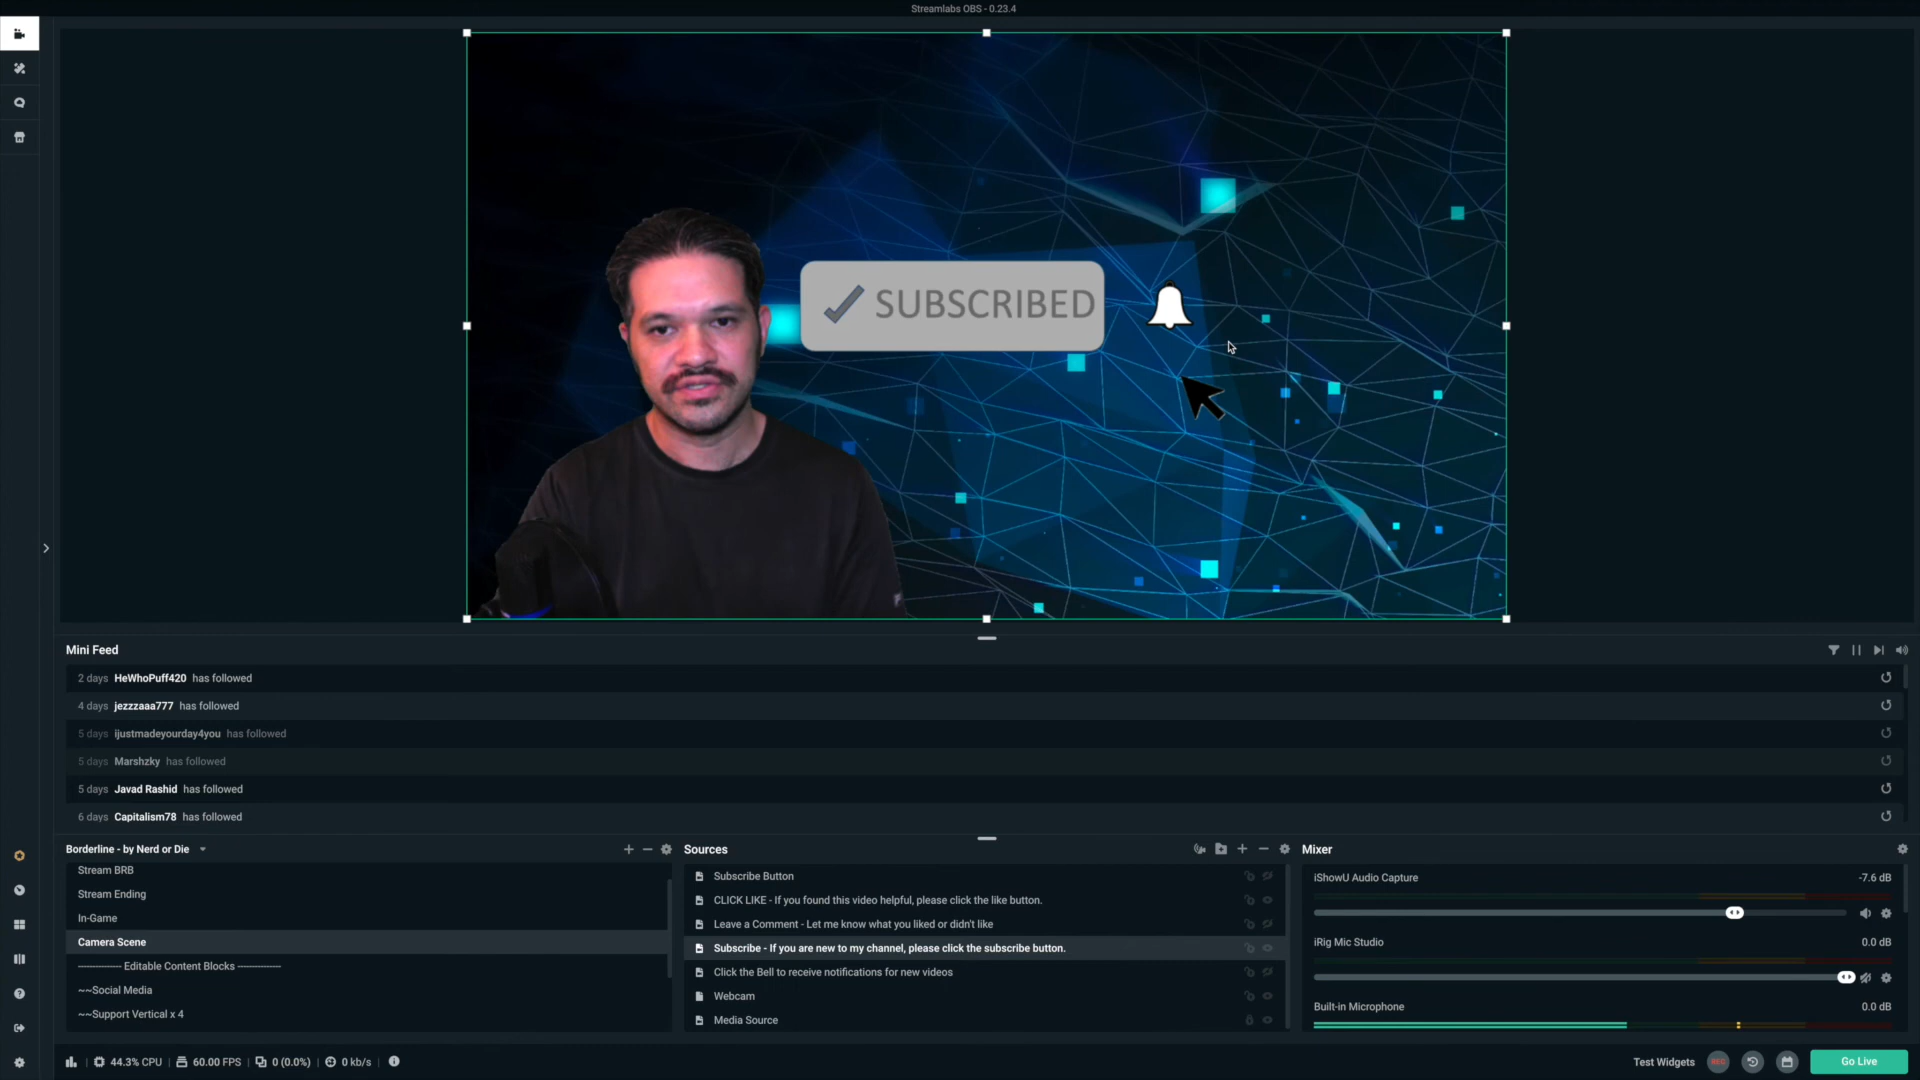 Streamlabs OBS - 0.23.4
SUBSCRIBED
Mini Feed
2 days HeWhoPuff420 has followed
4 days jezzzaaa777 has followed
5 days ijustmadeyourday4you has followed
5 days Marshzky has followed
5 days Javad Rashid has followed
6 days Capitalism78 has followed
Borderline - by Nerd or Die
Stream BRB
Stream Ending
In-Game
Camera Scene
-------------- Editable Content Blocks --------------
~~Social Media
~~Support Vertical x 4
Sources
Subscribe Button
CLICK LIKE - If you found this video helpful, please click the like button.
Leave a Comment - Let me know what you liked or didn't like
Subscribe - If you are new to my channel, please click the subscribe button.
Click the Bell to receive notifications for new videos
Webcam
Media Source
Mixer
iShowU Audio Capture -7.6 dB
iRig Mic Studio 0.0 dB
Built-in Microphone 0.0 dB
44.3% CPU 60.00 FPS 0 (0.0%) 0 kb/s
Test Widgets REC Go Live